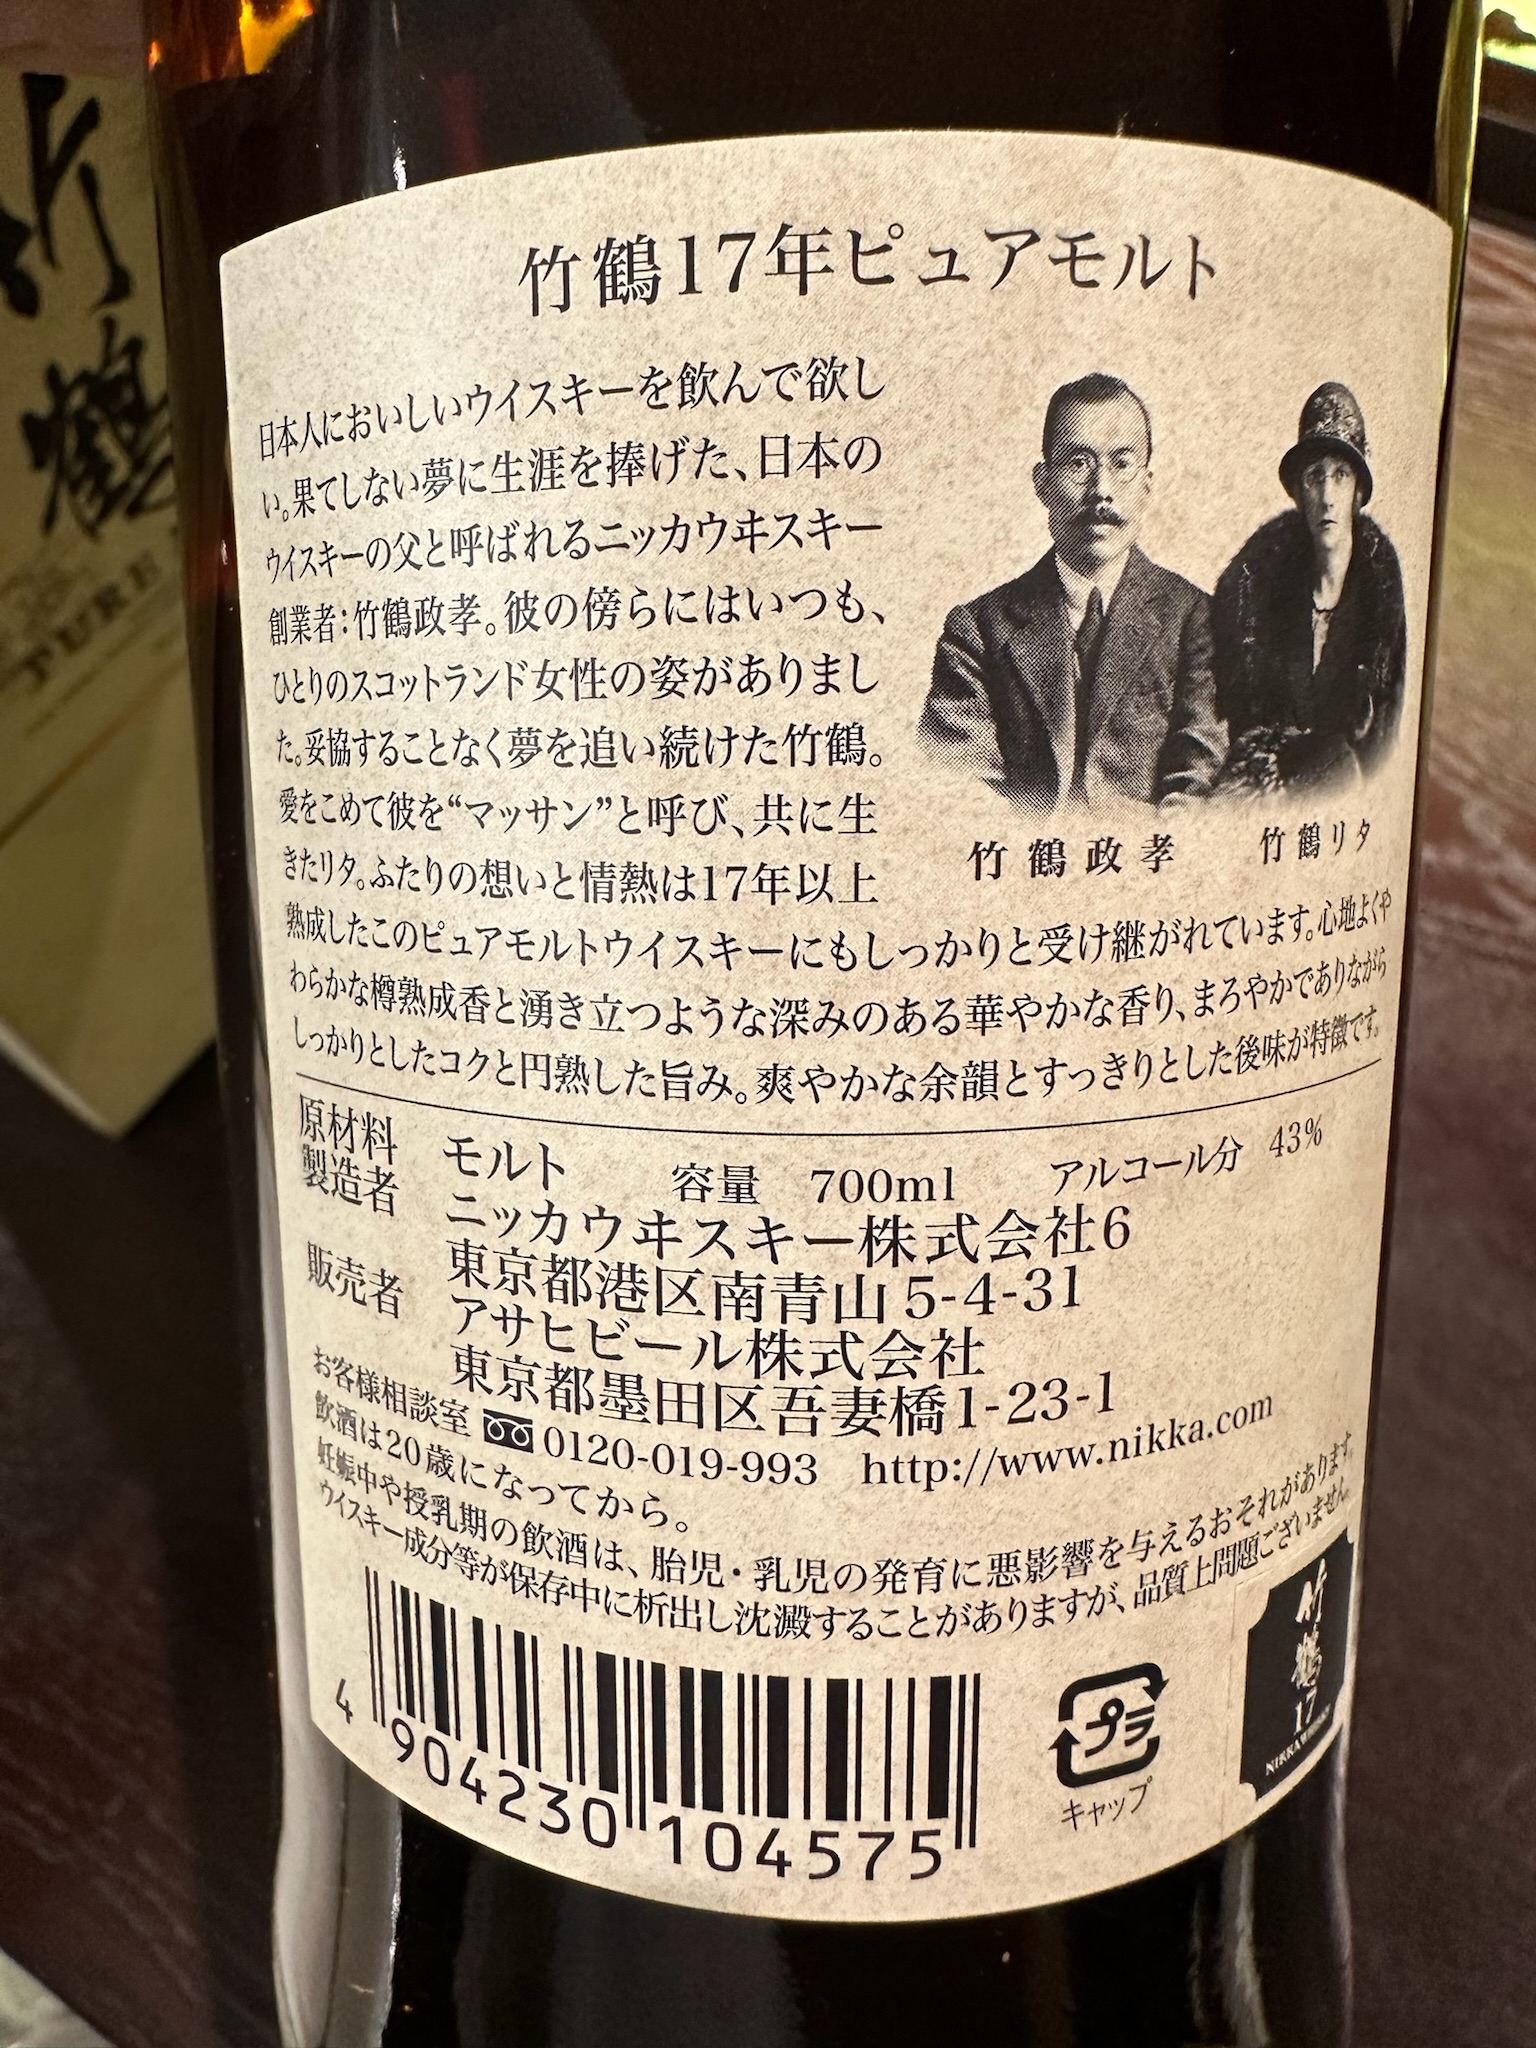 竹鶴
PURE
竹鶴17年ピュアモルト
日本人においしいウイスキーを飲んで欲し
い。果てしない夢に生涯を捧げた、日本の
ウイスキーの父と呼ばれるニッカウヰスキー
創業者：竹鶴政孝。彼の傍らにはいつも、
ひとりのスコットランド女性の姿がありまし
た。妥協することなく夢を追い続けた竹鶴。
愛をこめて彼を“マッサン”と呼び、共に生
きたリタ。ふたりの想いと情熱は17年以上
熟成したこのピュアモルトウイスキーにもしっかりと受け継がれています。心地よくや
わらかな樽熟成香と湧き立つような深みのある華やかな香り、まろやかでありながら
しっかりとしたコクと円熟した旨み。爽やかな余韻とすっきりとした後味が特徴です。
竹鶴政孝 竹鶴リタ
原材料 モルト 容量 700ml アルコール分 43%
製造者 ニッカウヰスキー株式会社6
東京都港区南青山5-4-31
販売者 アサヒビール株式会社
東京都墨田区吾妻橋1-23-1
お客様相談室 0120-019-993 http://www.nikka.com
飲酒は20歳になってから。
妊娠中や授乳期の飲酒は、胎児・乳児の発育に悪影響を与えるおそれがあります。
ウイスキー成分等が保存中に析出し沈澱することがありますが、品質上問題ございません。
4 904230 104575
プラ
キャップ
竹鶴
17
NIKKA WHISKY